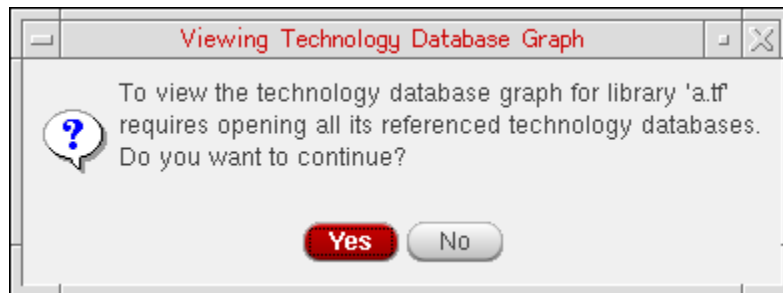 Viewing Technology Database Graph
To view the technology database graph for library 'a.tf'
requires opening all its referenced technology databases.
Do you want to continue?
Yes No